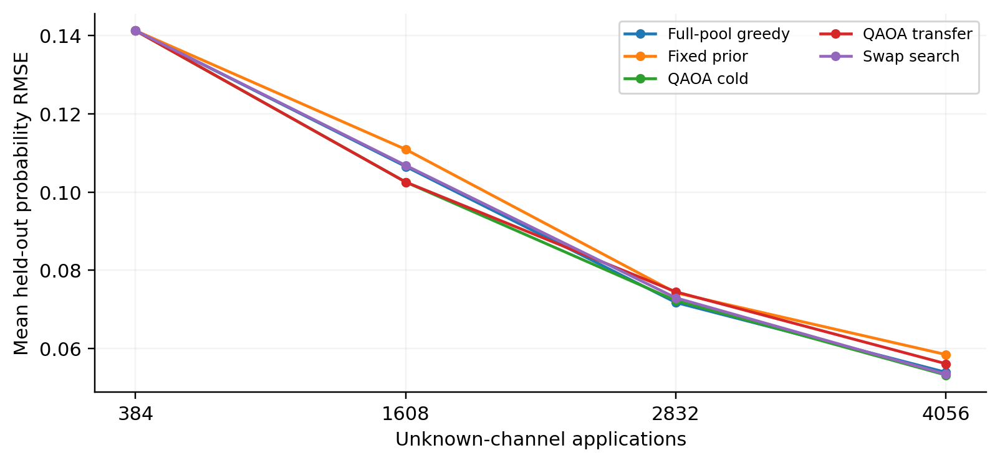 Mean held-out probability RMSE
0.14
0.12
0.10
0.08
0.06
Full-pool greedy
Fixed prior
QAOA cold
QAOA transfer
Swap search
384
1608
2832
4056
Unknown-channel applications